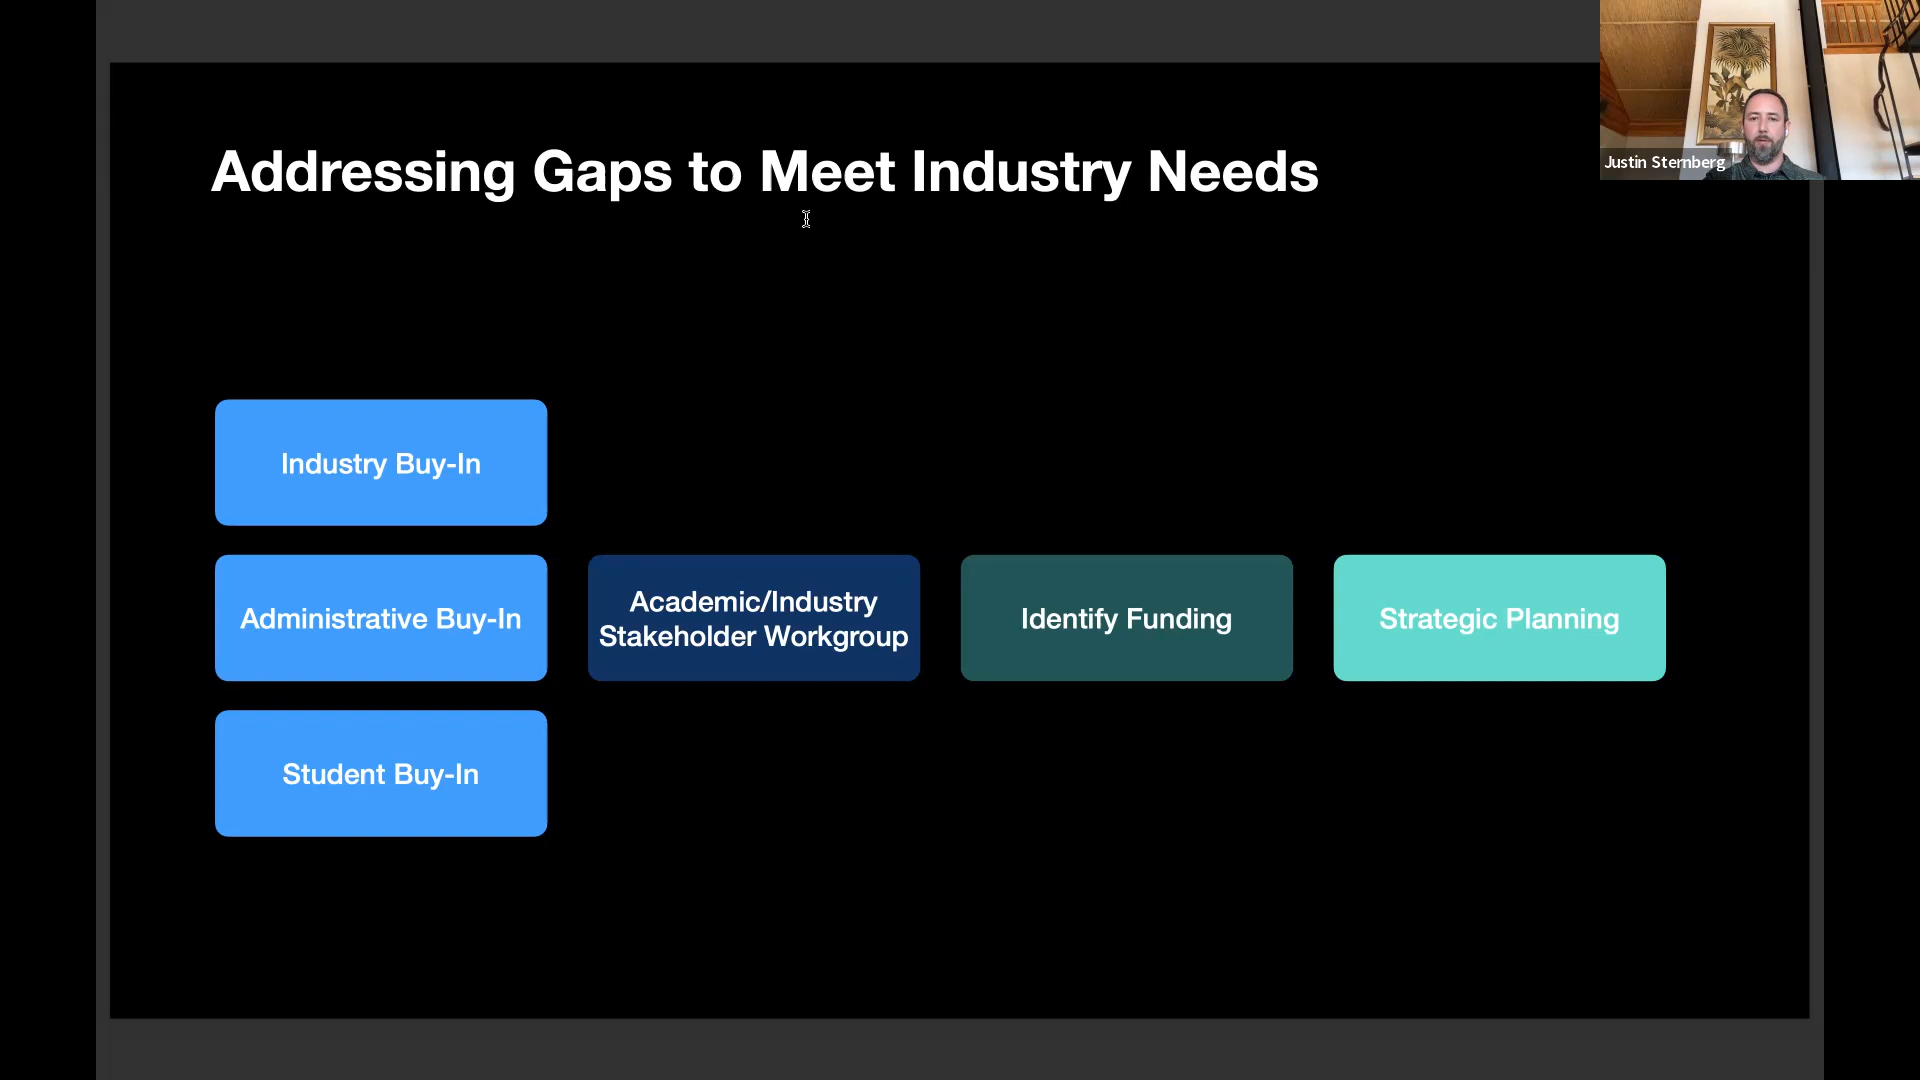 Addressing Gaps to Meet Industry Needs
Justin Sternberg
Industry Buy-In
Administrative Buy-In
Academic/Industry
Stakeholder Workgroup
Identify Funding
Strategic Planning
Student Buy-In